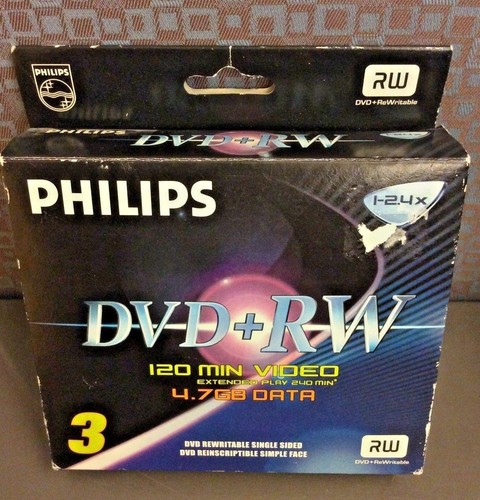 PHILIPS
RW
DVD+ReWritable
PHILIPS
DVD+RW
PHILIPS
1-2.4x
DVD+RW
120 MIN VIDEO
EXTENDED PLAY 240 MIN*
4.7GB DATA
3
DVD REWRITABLE SINGLE SIDED
DVD REINSCRIPTIBLE SIMPLE FACE
RW
DVD+ReWritable